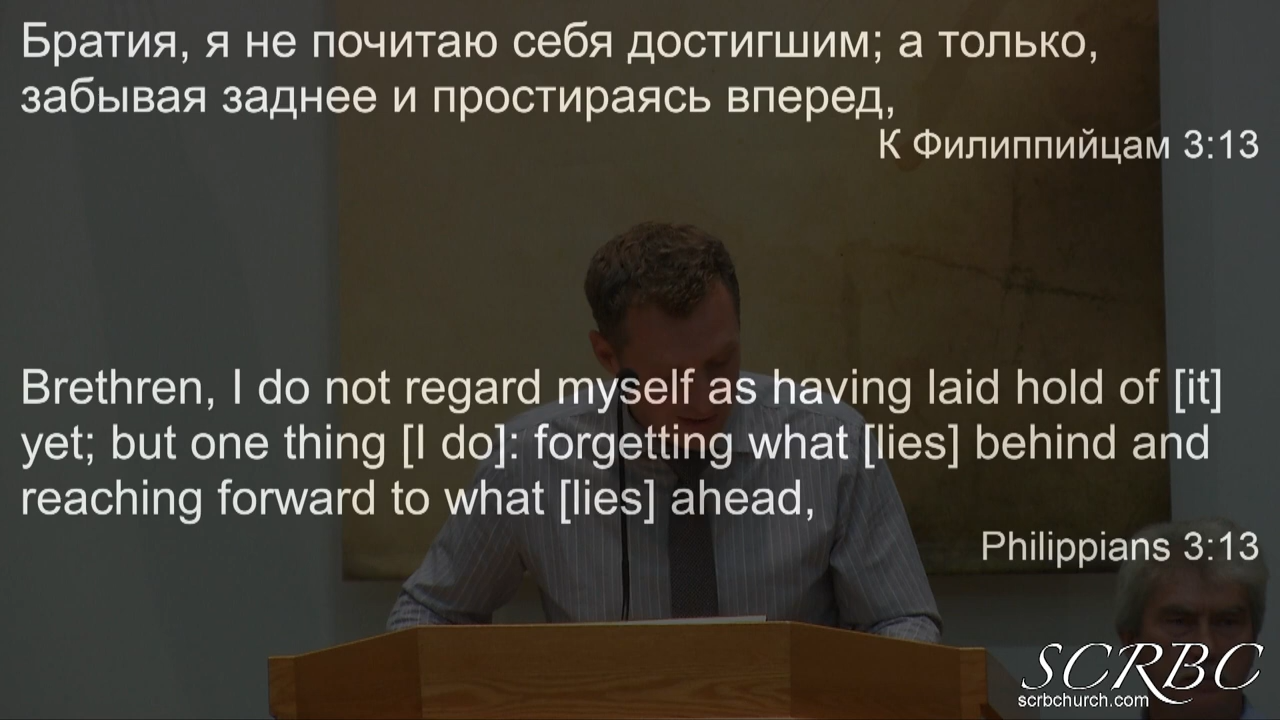 Братия, я не почитаю себя достигшим; а только,
забывая заднее и простираясь вперед,
К Филиппийцам 3:13
Brethren, I do not regard myself as having laid hold of [it]
yet; but one thing [I do]: forgetting what [lies] behind and
reaching forward to what [lies] ahead,
Philippians 3:13
SCRBC
scrbchurch.com